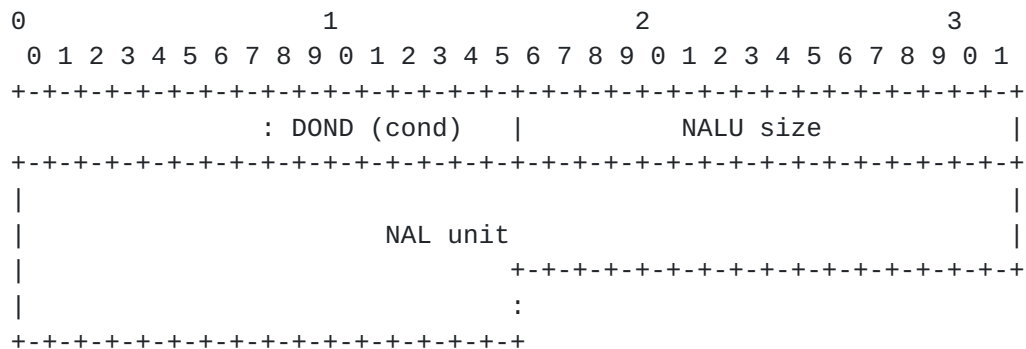 0                   1                   2                   3
 0 1 2 3 4 5 6 7 8 9 0 1 2 3 4 5 6 7 8 9 0 1 2 3 4 5 6 7 8 9 0 1
+-+-+-+-+-+-+-+-+-+-+-+-+-+-+-+-+-+-+-+-+-+-+-+-+-+-+-+-+-+-+-+-+
                : DOND (cond)   |          NALU size            |
+-+-+-+-+-+-+-+-+-+-+-+-+-+-+-+-+-+-+-+-+-+-+-+-+-+-+-+-+-+-+-+-+
|                                                               |
|                       NAL unit                                |
|                               +-+-+-+-+-+-+-+-+-+-+-+-+-+-+-+-+
|                               :
+-+-+-+-+-+-+-+-+-+-+-+-+-+-+-+-+